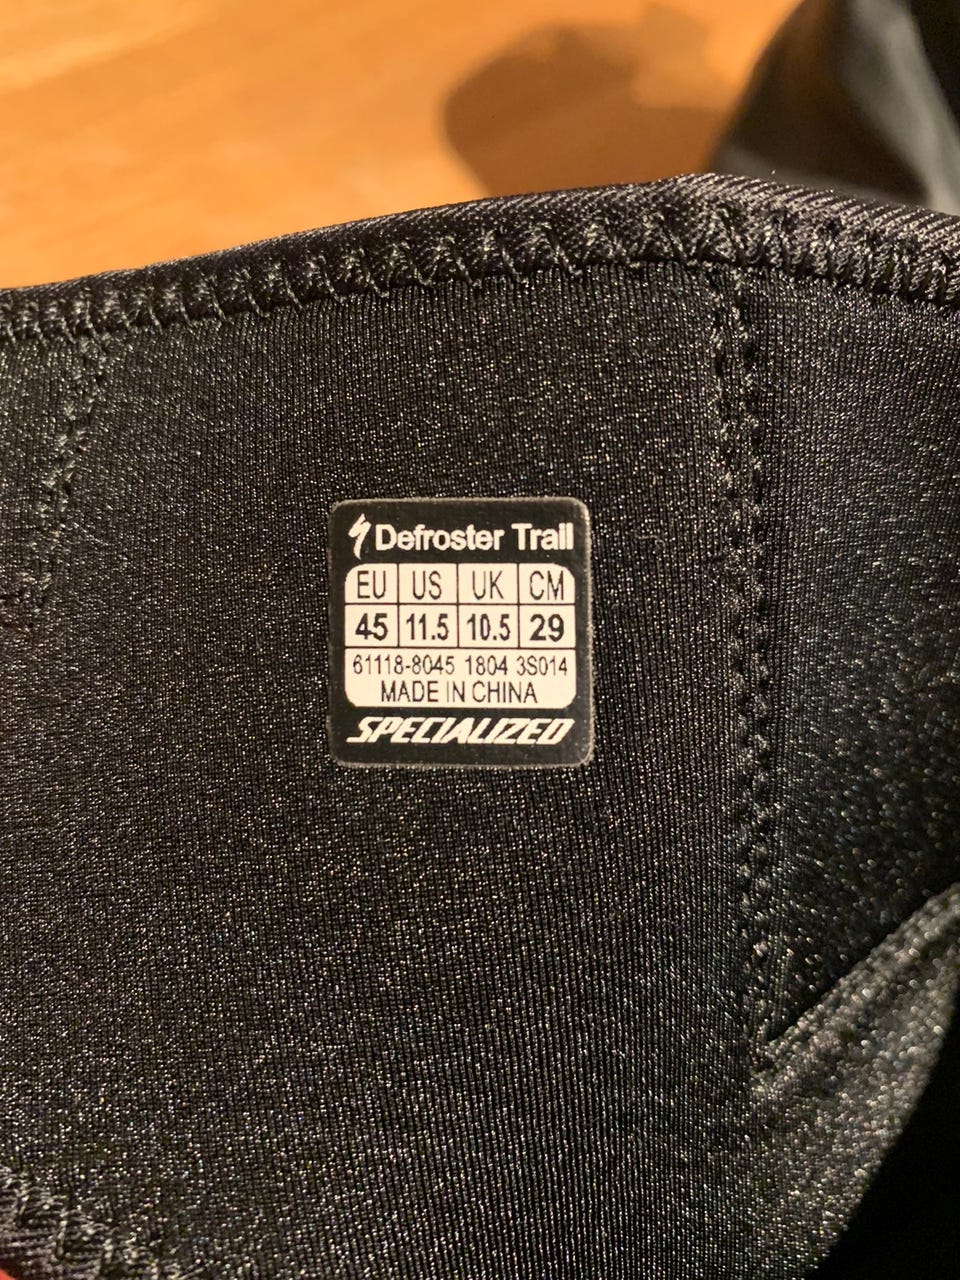 Defroster Trail
EU US UK CM
45 11.5 10.5 29
61118-8045 1804 3S014
MADE IN CHINA
SPECIALIZED